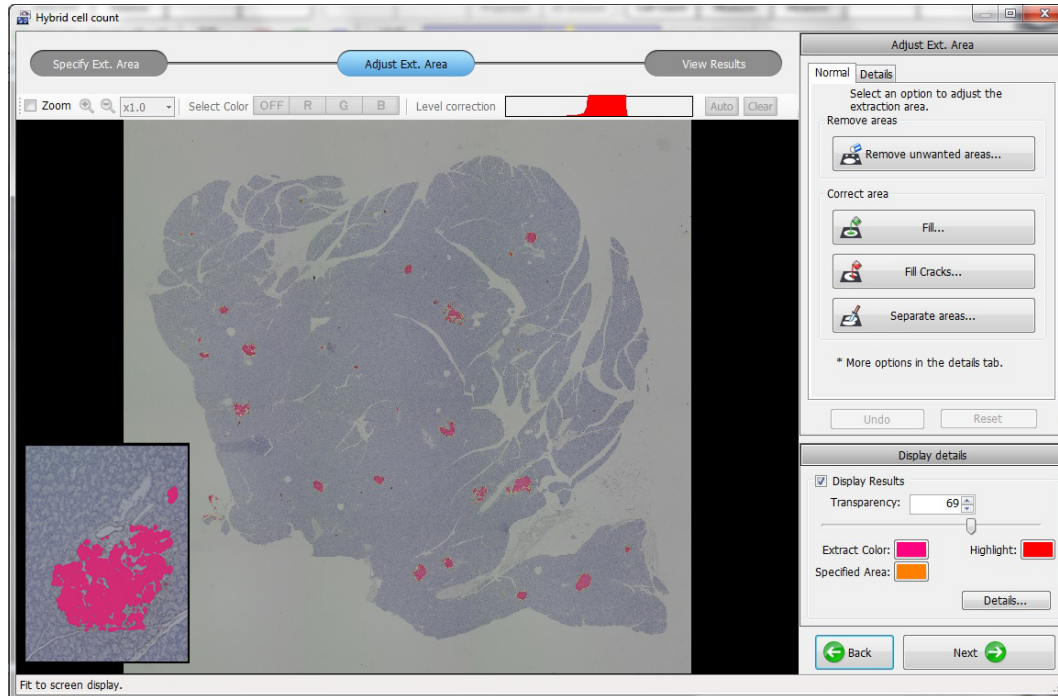 Hybrid cell count
Specify Ext. Area
Adjust Ext. Area
View Results
Zoom
x1.0
Select Color
OFF
R
G
B
Level correction
Auto
Clear
Adjust Ext. Area
Normal
Details
Select an option to adjust the
extraction area.
Remove areas
Remove unwanted areas...
Correct area
Fill...
Fill Cracks...
Separate areas...
* More options in the details tab.
Undo
Reset
Display details
Display Results
Transparency:
69
Extract Color:
Highlight:
Specified Area:
Details...
Back
Next
Fit to screen display.